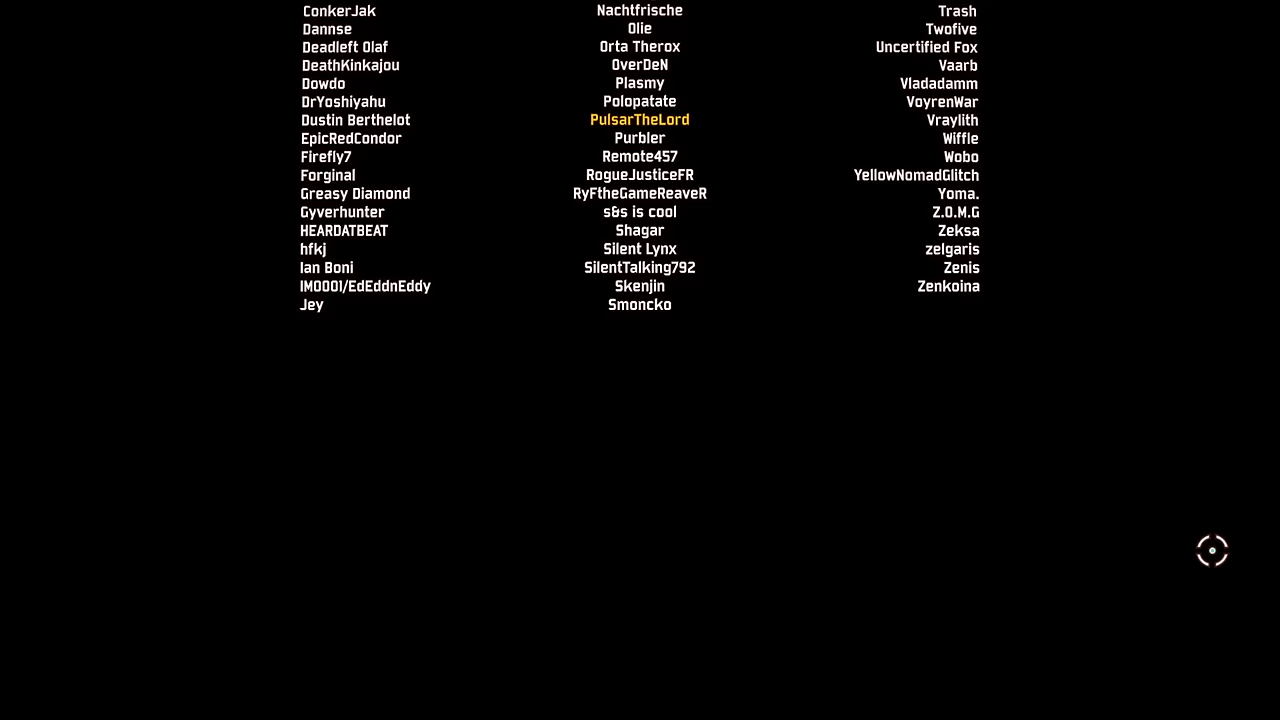 ConkerJak
Dannse
Deadleft Olaf
DeathKinkajou
Dowdo
DrYoshiyahu
Dustin Berthelot
EpicRedCondor
Firefly7
Forginal
Greasy Diamond
Gyverhunter
HEARDATBEAT
hfkj
Ian Boni
IM0001/EdEddnEddy
Jey
Nachtfrische
Olie
Orta Therox
OverDeN
Plasmy
Polopatate
PulsarTheLord
Purbler
Remote457
RogueJusticeFR
RyFtheGameReaveR
s&s is cool
Shagar
Silent Lynx
SilentTalking792
Skenjin
Smoncko
Trash
Twofive
Uncertified Fox
Vaarb
Vladadamm
VoyrenWar
Vraylith
Wiffle
Wobo
YellowNomadGlitch
Yoma.
Z.O.M.G
Zeksa
zelgaris
Zenis
Zenkoina